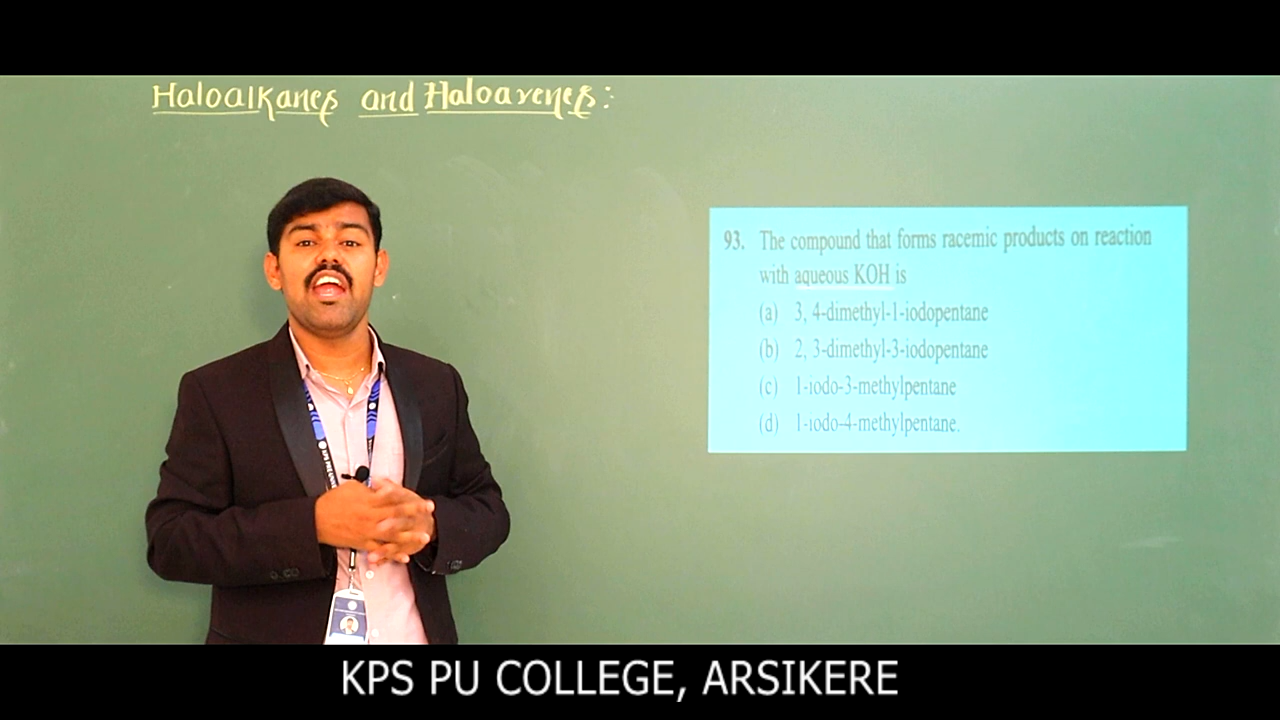 Haloalkanes and Haloarenes:
93. The compound that forms racemic products on reaction
with aqueous KOH is
(a) 3, 4-dimethyl-1-iodopentane
(b) 2, 3-dimethyl-3-iodopentane
(c) 1-iodo-3-methylpentane
(d) 1-iodo-4-methylpentane.
KPS PU COLLEGE, ARSIKERE